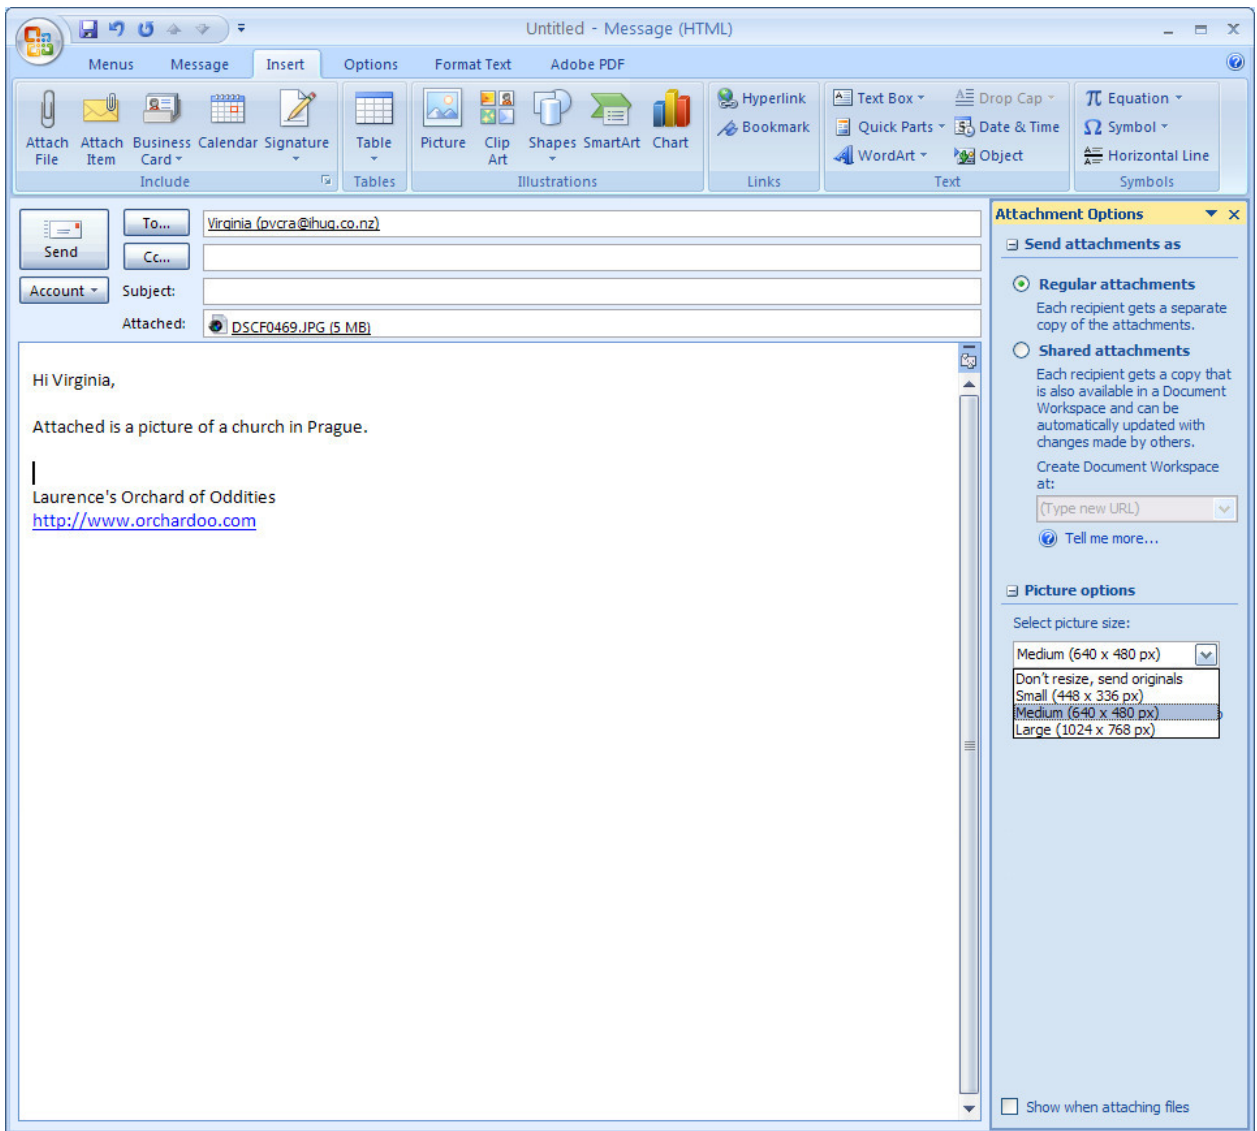 Untitled - Message (HTML)
Menus Message Insert Options Format Text Adobe PDF
Attach File Attach Item Business Card Calendar Signature
Include
Table
Tables
Picture Clip Art Shapes SmartArt Chart
Illustrations
Hyperlink
Bookmark
Links
Text Box Drop Cap
Quick Parts Date & Time
WordArt Object
Text
π Equation
Ω Symbol
Horizontal Line
Symbols
Send
To... Virginia (pvcra@ihug.co.nz)
Cc...
Account Subject:
Attached: DSCF0469.JPG (5 MB)
Hi Virginia,
Attached is a picture of a church in Prague.
Laurence's Orchard of Oddities
http://www.orchardoo.com
Attachment Options
Send attachments as
Regular attachments
Each recipient gets a separate
copy of the attachments.
Shared attachments
Each recipient gets a copy that
is also available in a Document
Workspace and can be
automatically updated with
changes made by others.
Create Document Workspace
at:
(Type new URL)
Tell me more...
Picture options
Select picture size:
Medium (640 x 480 px)
Don't resize, send originals
Small (448 x 336 px)
Medium (640 x 480 px)
Large (1024 x 768 px)
Show when attaching files